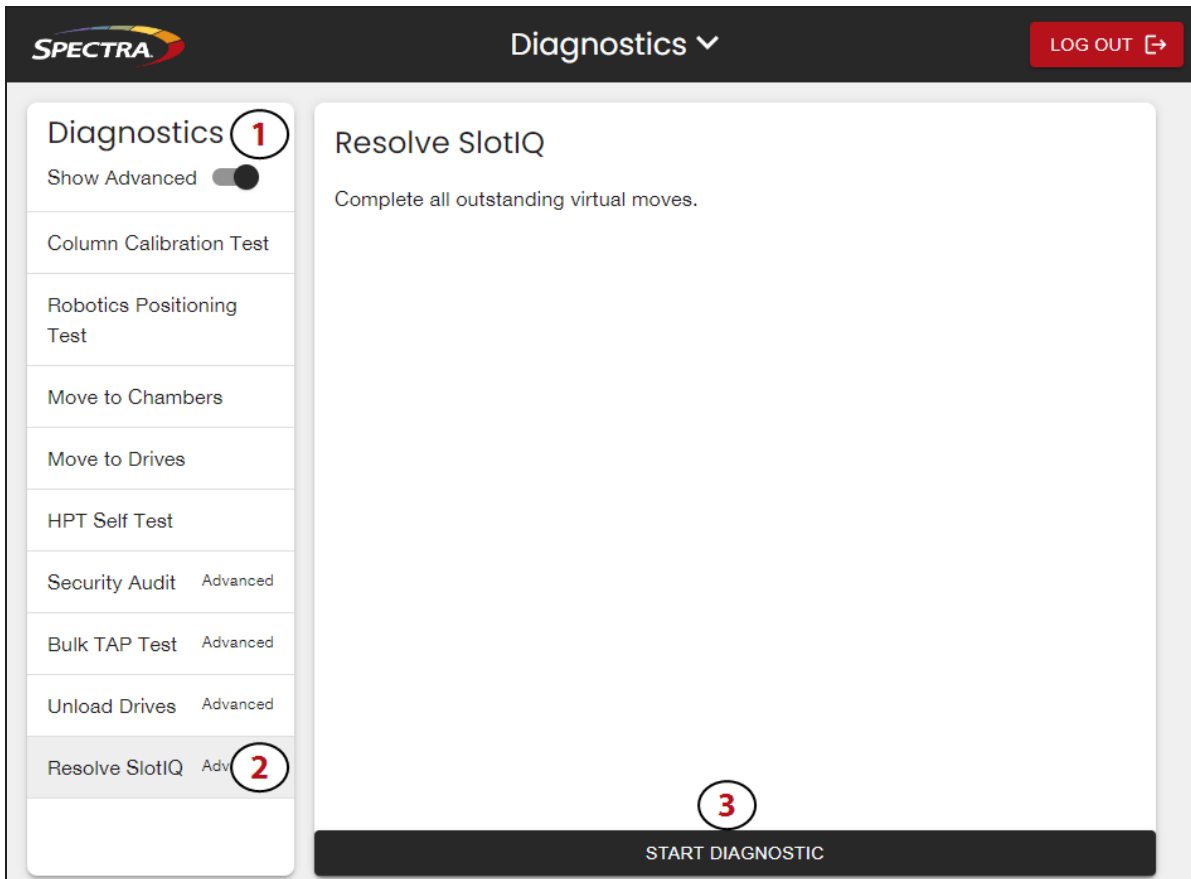 SPECTRA
Diagnostics
LOG OUT
Diagnostics
1
Show Advanced
Column Calibration Test
Robotics Positioning
Test
Move to Chambers
Move to Drives
HPT Self Test
Security Audit Advanced
Bulk TAP Test Advanced
Unload Drives Advanced
Resolve SlotIQ Adv
2
Resolve SlotIQ
Complete all outstanding virtual moves.
3
START DIAGNOSTIC